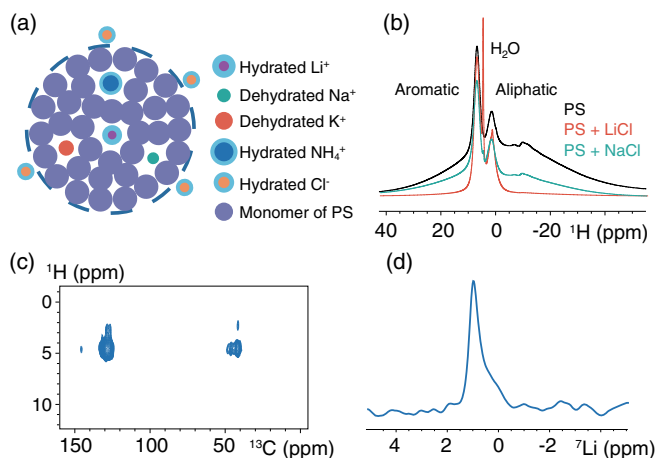 (a)
Hydrated Li⁺
Dehydrated Na⁺
Dehydrated K⁺
Hydrated NH₄⁺
Hydrated Cl⁻
Monomer of PS
(b)
H₂O
Aromatic
Aliphatic
PS
PS + LiCl
PS + NaCl
40 20 0 -20 ¹H (ppm)
(c)
¹H (ppm)
0
5
10
150 100 50 ¹³C (ppm)
(d)
4 2 0 -2 ⁷Li (ppm)